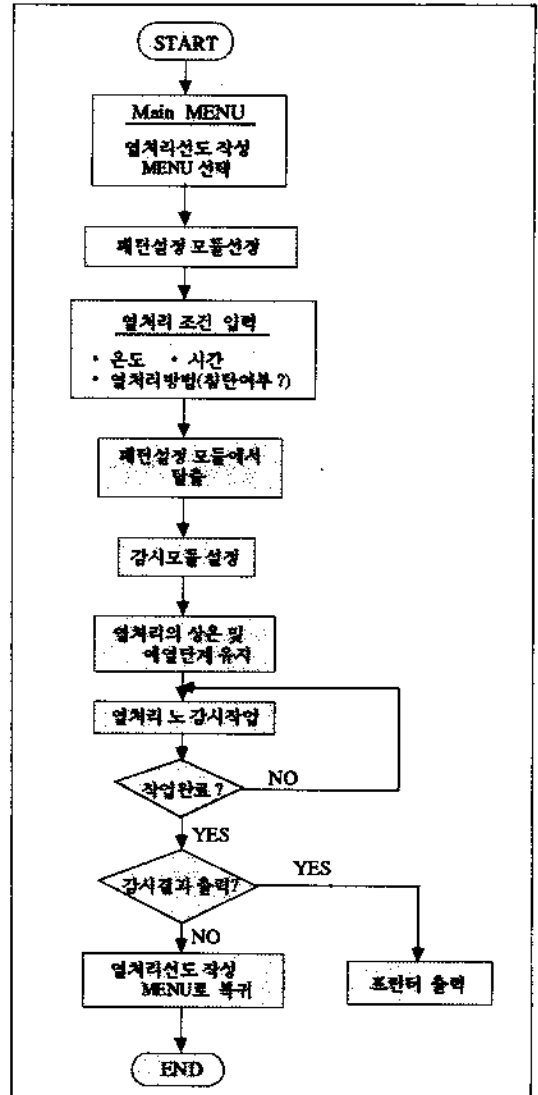 START
Main MENU
열처리선도 작성
MENU 선택
패턴설정 모듈선정
열처리 조건 입력
• 온도 • 시간
• 열처리방법(침탄여부 ?)
패턴설정 모듈에서
탈출
감시모듈 설정
열처리의 상온 및
예열단계 유지
열처리 노 감시작업
작업완료 ?
NO
YES
감시결과 출력?
YES
NO
열처리선도 작성
MENU로 복귀
프린터 출력
END